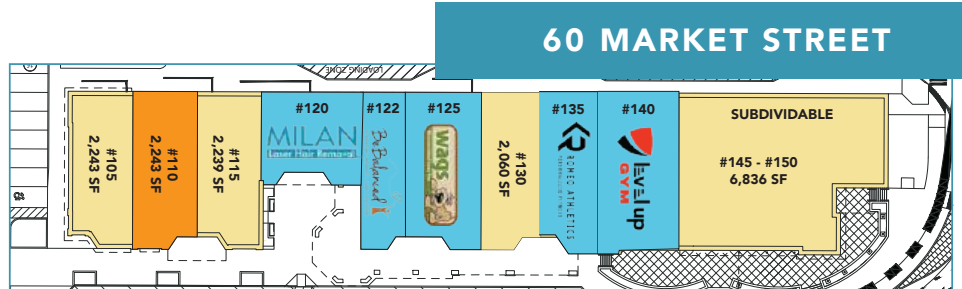 60 MARKET STREET
LOADING ZONE
#105
2,243 SF
#110
2,243 SF
#115
2,239 SF
#120
MILAN
Laser Hair Removal
#122
BeBalanced
#125
wags
#130
2,060 SF
#135
ROMEO ATHLETICS
#140
level up
GYM
SUBDIVIDABLE
#145 - #150
6,836 SF